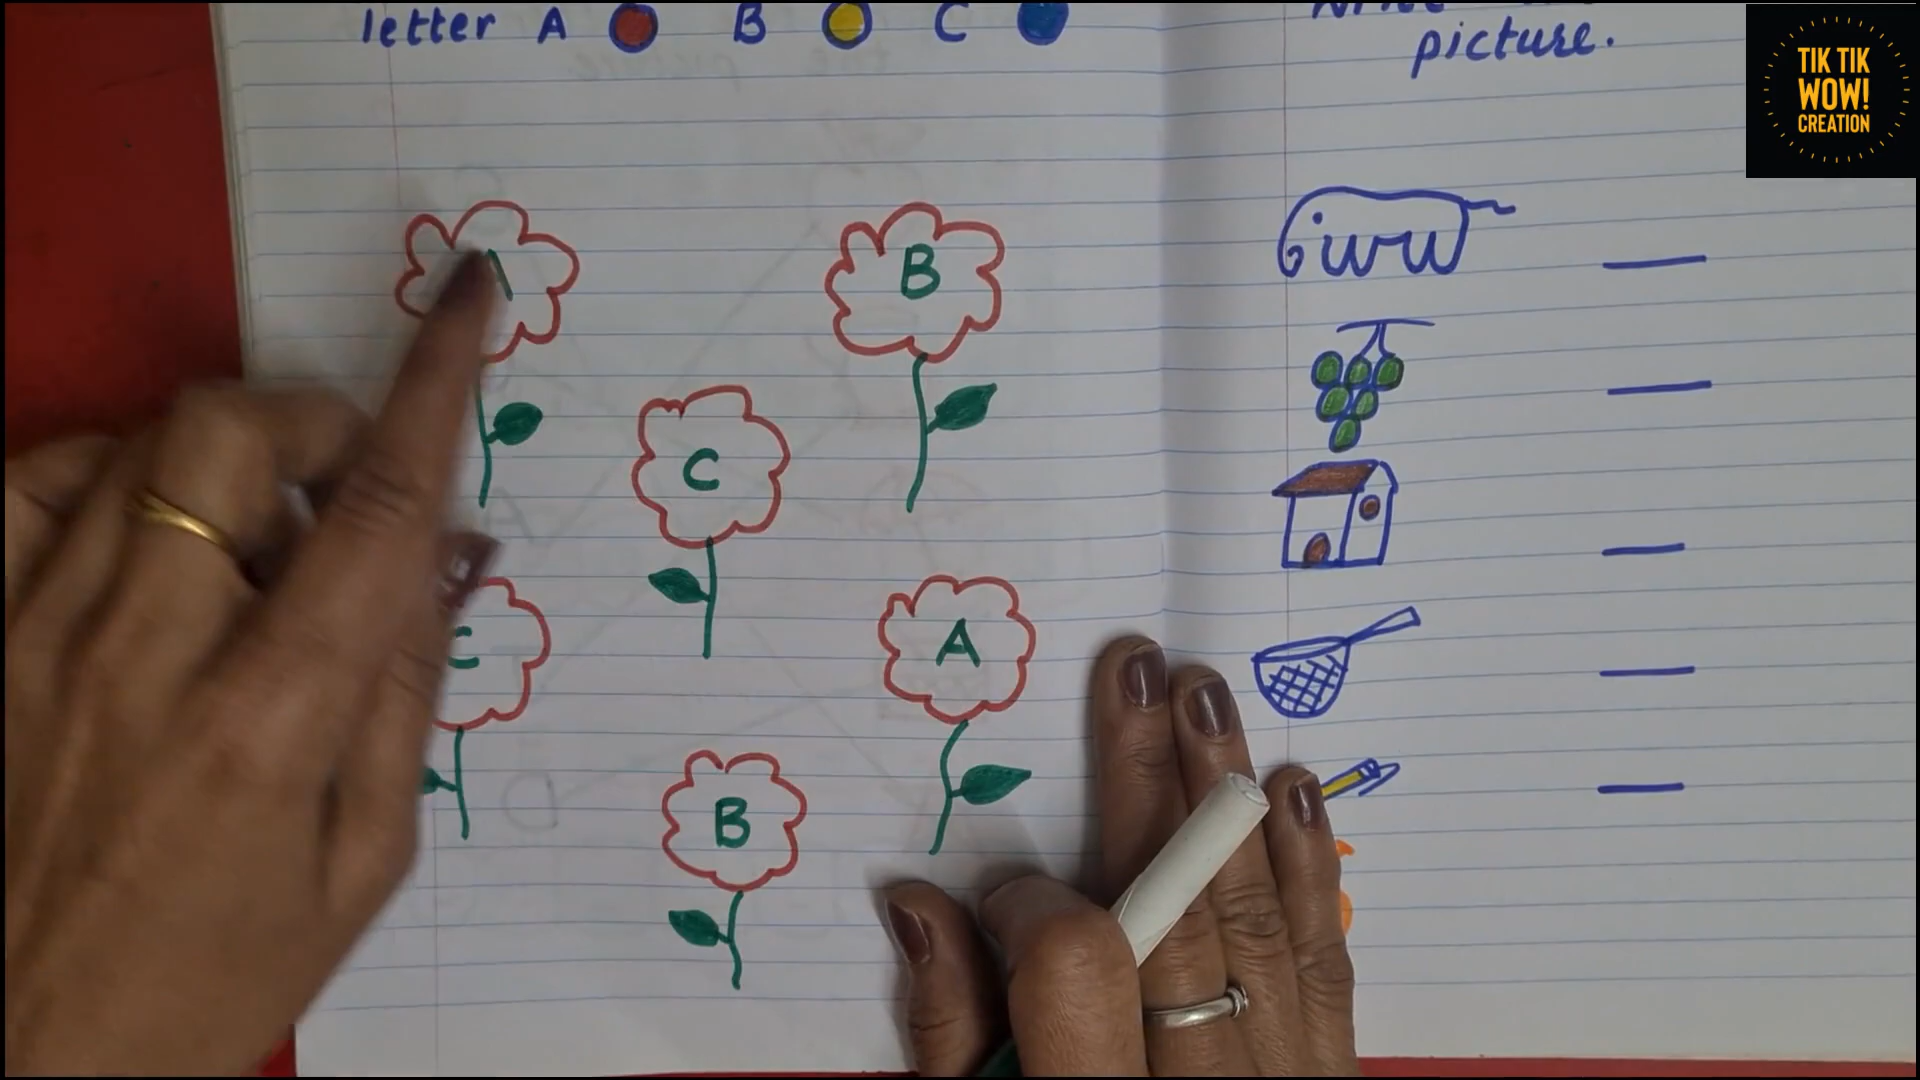 letter A B C
picture.
TIK TIK
WOW!
CREATION
A
B
C
C
A
B